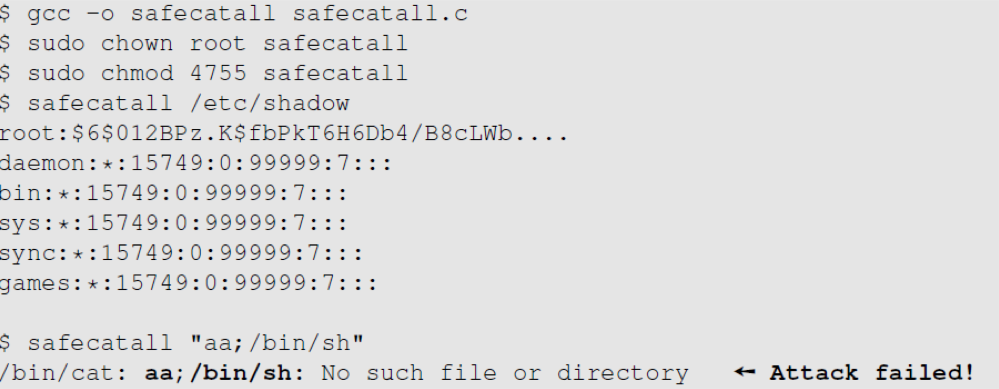 $ gcc -o safecatall safecatall.c
$ sudo chown root safecatall
$ sudo chmod 4755 safecatall
$ safecatall /etc/shadow
root:$6$012BPz.K$fbPkT6H6Db4/B8cLWb....
daemon:*:15749:0:99999:7:::
bin:*:15749:0:99999:7:::
sys:*:15749:0:99999:7:::
sync:*:15749:0:99999:7:::
games:*:15749:0:99999:7:::
$ safecatall "aa;/bin/sh"
/bin/cat: aa;/bin/sh: No such file or directory ← Attack failed!